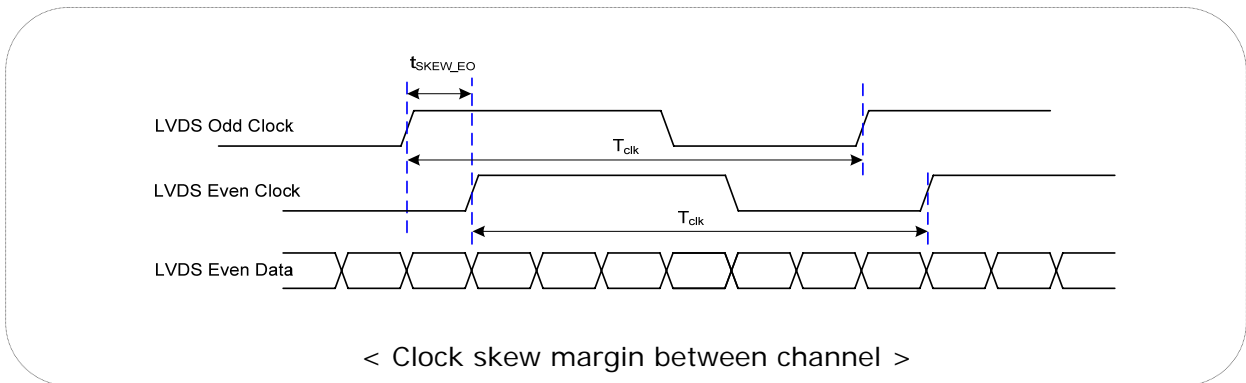 tSKEW_EO
LVDS Odd Clock
Tclk
LVDS Even Clock
Tclk
LVDS Even Data
< Clock skew margin between channel >